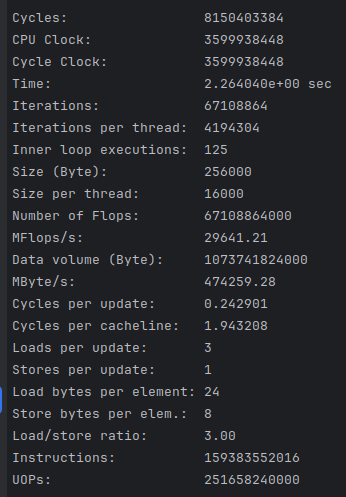 Cycles: 8150403384
CPU Clock: 3599938448
Cycle Clock: 3599938448
Time: 2.264040e+00 sec
Iterations: 67108864
Iterations per thread: 4194304
Inner loop executions: 125
Size (Byte): 256000
Size per thread: 16000
Number of Flops: 67108864000
MFlops/s: 29641.21
Data volume (Byte): 1073741824000
MByte/s: 474259.28
Cycles per update: 0.242901
Cycles per cacheline: 1.943208
Loads per update: 3
Stores per update: 1
Load bytes per element: 24
Store bytes per elem.: 8
Load/store ratio: 3.00
Instructions: 159383552016
UOPs: 251658240000